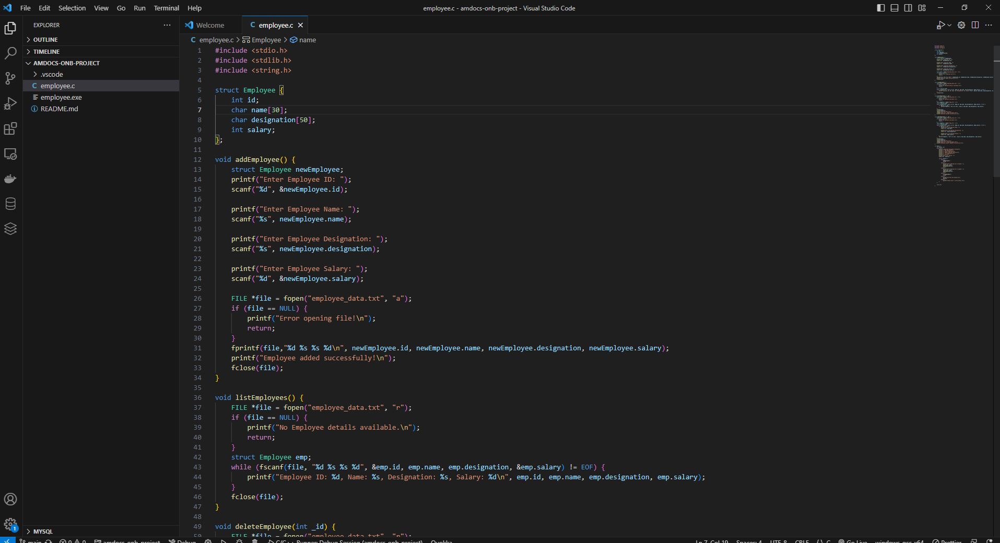 File Edit Selection View Go Run Terminal Help
employee.c - amdocs-onb-project - Visual Studio Code
EXPLORER
OUTLINE
TIMELINE
AMDOCS-ONB-PROJECT
.vscode
C employee.c
employee.exe
README.md
MYSQL
1
Welcome
C employee.c
C employee.c > Employee > name
1 #include <stdio.h>
2 #include <stdlib.h>
3 #include <string.h>
4
5 struct Employee {
6     int id;
7     char name[30];
8     char designation[50];
9     int salary;
10 };
11
12 void addEmployee() {
13     struct Employee newEmployee;
14     printf("Enter Employee ID: ");
15     scanf("%d", &newEmployee.id);
16
17     printf("Enter Employee Name: ");
18     scanf("%s", newEmployee.name);
19
20     printf("Enter Employee Designation: ");
21     scanf("%s", newEmployee.designation);
22
23     printf("Enter Employee Salary: ");
24     scanf("%d", &newEmployee.salary);
25
26     FILE *file = fopen("employee_data.txt", "a");
27     if (file == NULL) {
28         printf("Error opening file!\n");
29         return;
30     }
31     fprintf(file,"%d %s %s %d\n", newEmployee.id, newEmployee.name, newEmployee.designation, newEmployee.salary);
32     printf("Employee added successfully!\n");
33     fclose(file);
34 }
35
36 void listEmployees() {
37     FILE *file = fopen("employee_data.txt", "r");
38     if (file == NULL) {
39         printf("No Employee details available.\n");
40         return;
41     }
42     struct Employee emp;
43     while (fscanf(file, "%d %s %s %d", &emp.id, emp.name, emp.designation, &emp.salary) != EOF) {
44         printf("Employee ID: %d, Name: %s, Designation: %s, Salary: %d\n", emp.id, emp.name, emp.designation, emp.salary);
45     }
46     fclose(file);
47 }
48
49 void deleteEmployee(int _id) {
50     FILE *file = fopen("employee_data.txt", "r");
main 0 0 amdocs-onb-project Debug C/C++ Runner: Debug Session (amdocs-onb-project) Quokka Ln 7, Col 19 Spaces: 4 UTF-8 CRLF {} C Go Live windows-gcc-x64 Prettier